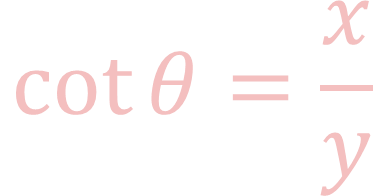 cot θ = x/y